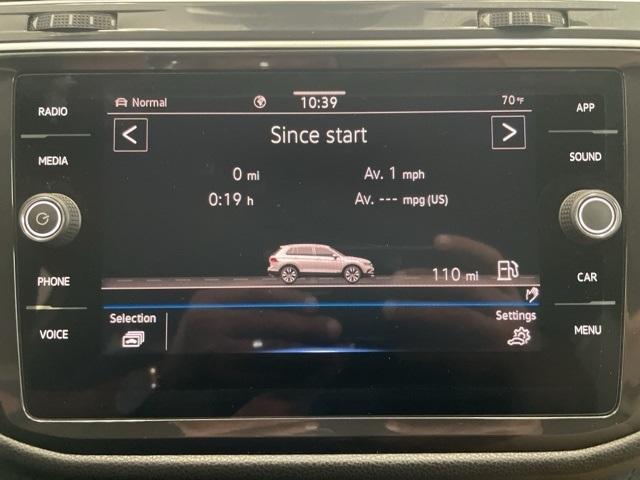 RADIO
MEDIA
PHONE
VOICE
Normal
10:39
70°F
<
Since start
>
0 mi
Av. 1 mph
0:19 h
Av. --- mpg (US)
110 mi
Selection
Settings
APP
SOUND
CAR
MENU